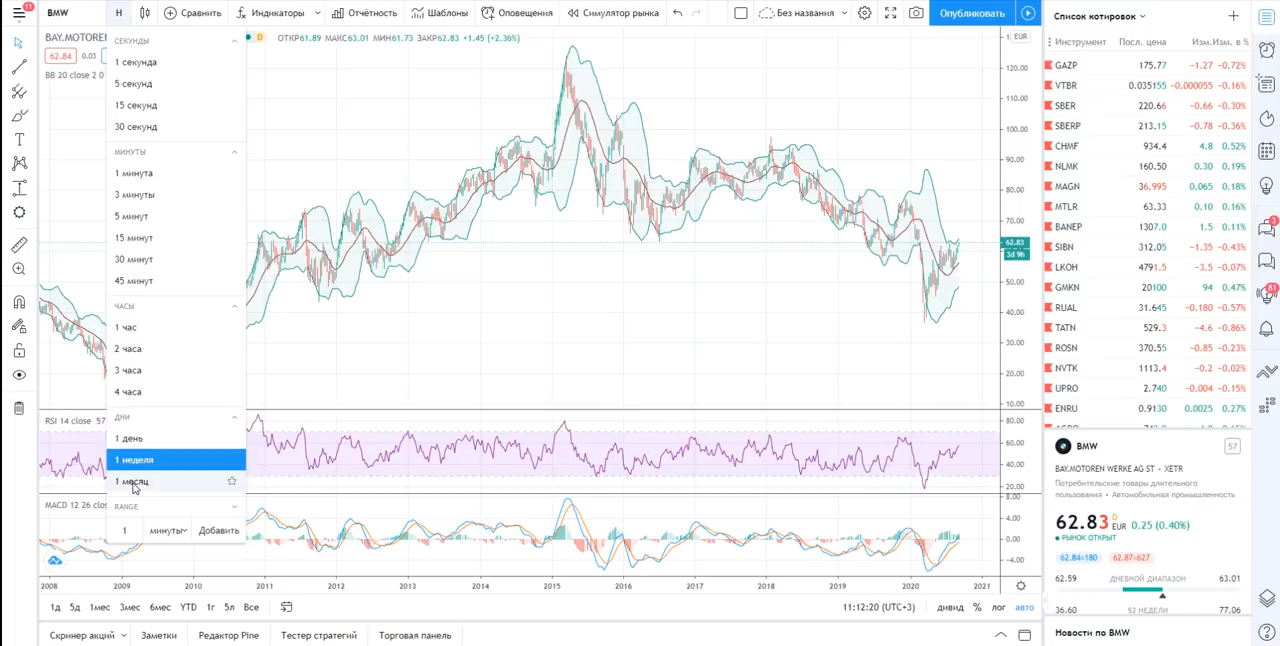 11
BMW
Н
Сравнить
Индикаторы
Отчётность
Шаблоны
Оповещения
Симулятор рынка
Без названия
Опубликовать
Список котировок
BAY.MOTOREN
D ОТКР61.89 МАКС63.01 МИН61.73 ЗАКР62.83 +1.45 (+2.36%)
EUR
62.84 0.03
BB 20 close 2 0
СЕКУНДЫ
1 секунда
5 секунд
15 секунд
30 секунд
МИНУТЫ
1 минута
3 минуты
5 минут
15 минут
30 минут
45 минут
ЧАСЫ
1 час
2 часа
3 часа
4 часа
ДНИ
1 день
1 неделя
1 месяц
RANGE
1 минуты Добавить
120.00
110.00
100.00
90.00
80.00
70.00
62.83
3d 9h
50.00
40.00
30.00
20.00
10.00
RSI 14 close 57
80.00
60.00
40.00
20.00
MACD 12 26 clos
8.00
4.00
0.00
−4.00
2008 2009 2010 2011 2012 2013 2014 2015 2016 2017 2018 2019 2020 2021
1д 5д 1мес 3мес 6мес YTD 1г 5л Все
11:12:20 (UTC+3) дивид % лог авто
Скринер акций Заметки Редактор Pine Тестер стратегий Торговая панель
Инструмент Посл. цена Изм. Изм. в %
GAZP 175.77 −1.27 −0.72%
VTBR 0.035155 −0.000055 −0.16%
SBER 220.66 −0.66 −0.30%
SBERP 213.15 −0.78 −0.36%
CHMF 934.4 4.8 0.52%
NLMK 160.50 0.30 0.19%
MAGN 36.995 0.065 0.18%
MTLR 63.33 0.10 0.16%
BANEP 1307.0 1.5 0.11%
SIBN 312.05 −1.35 −0.43%
LKOH 4791.5 −3.5 −0.07%
GMKN 20100 94 0.47%
RUAL 31.645 −0.180 −0.57%
TATN 529.3 −4.6 −0.86%
ROSN 370.55 −0.85 −0.23%
NVTK 1113.4 −0.2 −0.02%
UPRO 2.740 −0.004 −0.15%
ENRU 0.9130 0.0025 0.27%
BMW
57
BAY.MOTOREN WERKE AG ST • XETR
Потребительские товары длительного
пользования • Автомобильная промышленность
62.83 D EUR 0.25 (0.40%)
РЫНОК ОТКРЫТ
62.84×180 62.87×627
62.59 ДНЕВНОЙ ДИАПАЗОН 63.01
36.60 52 НЕДЕЛИ 77.06
Новости по BMW
3
81